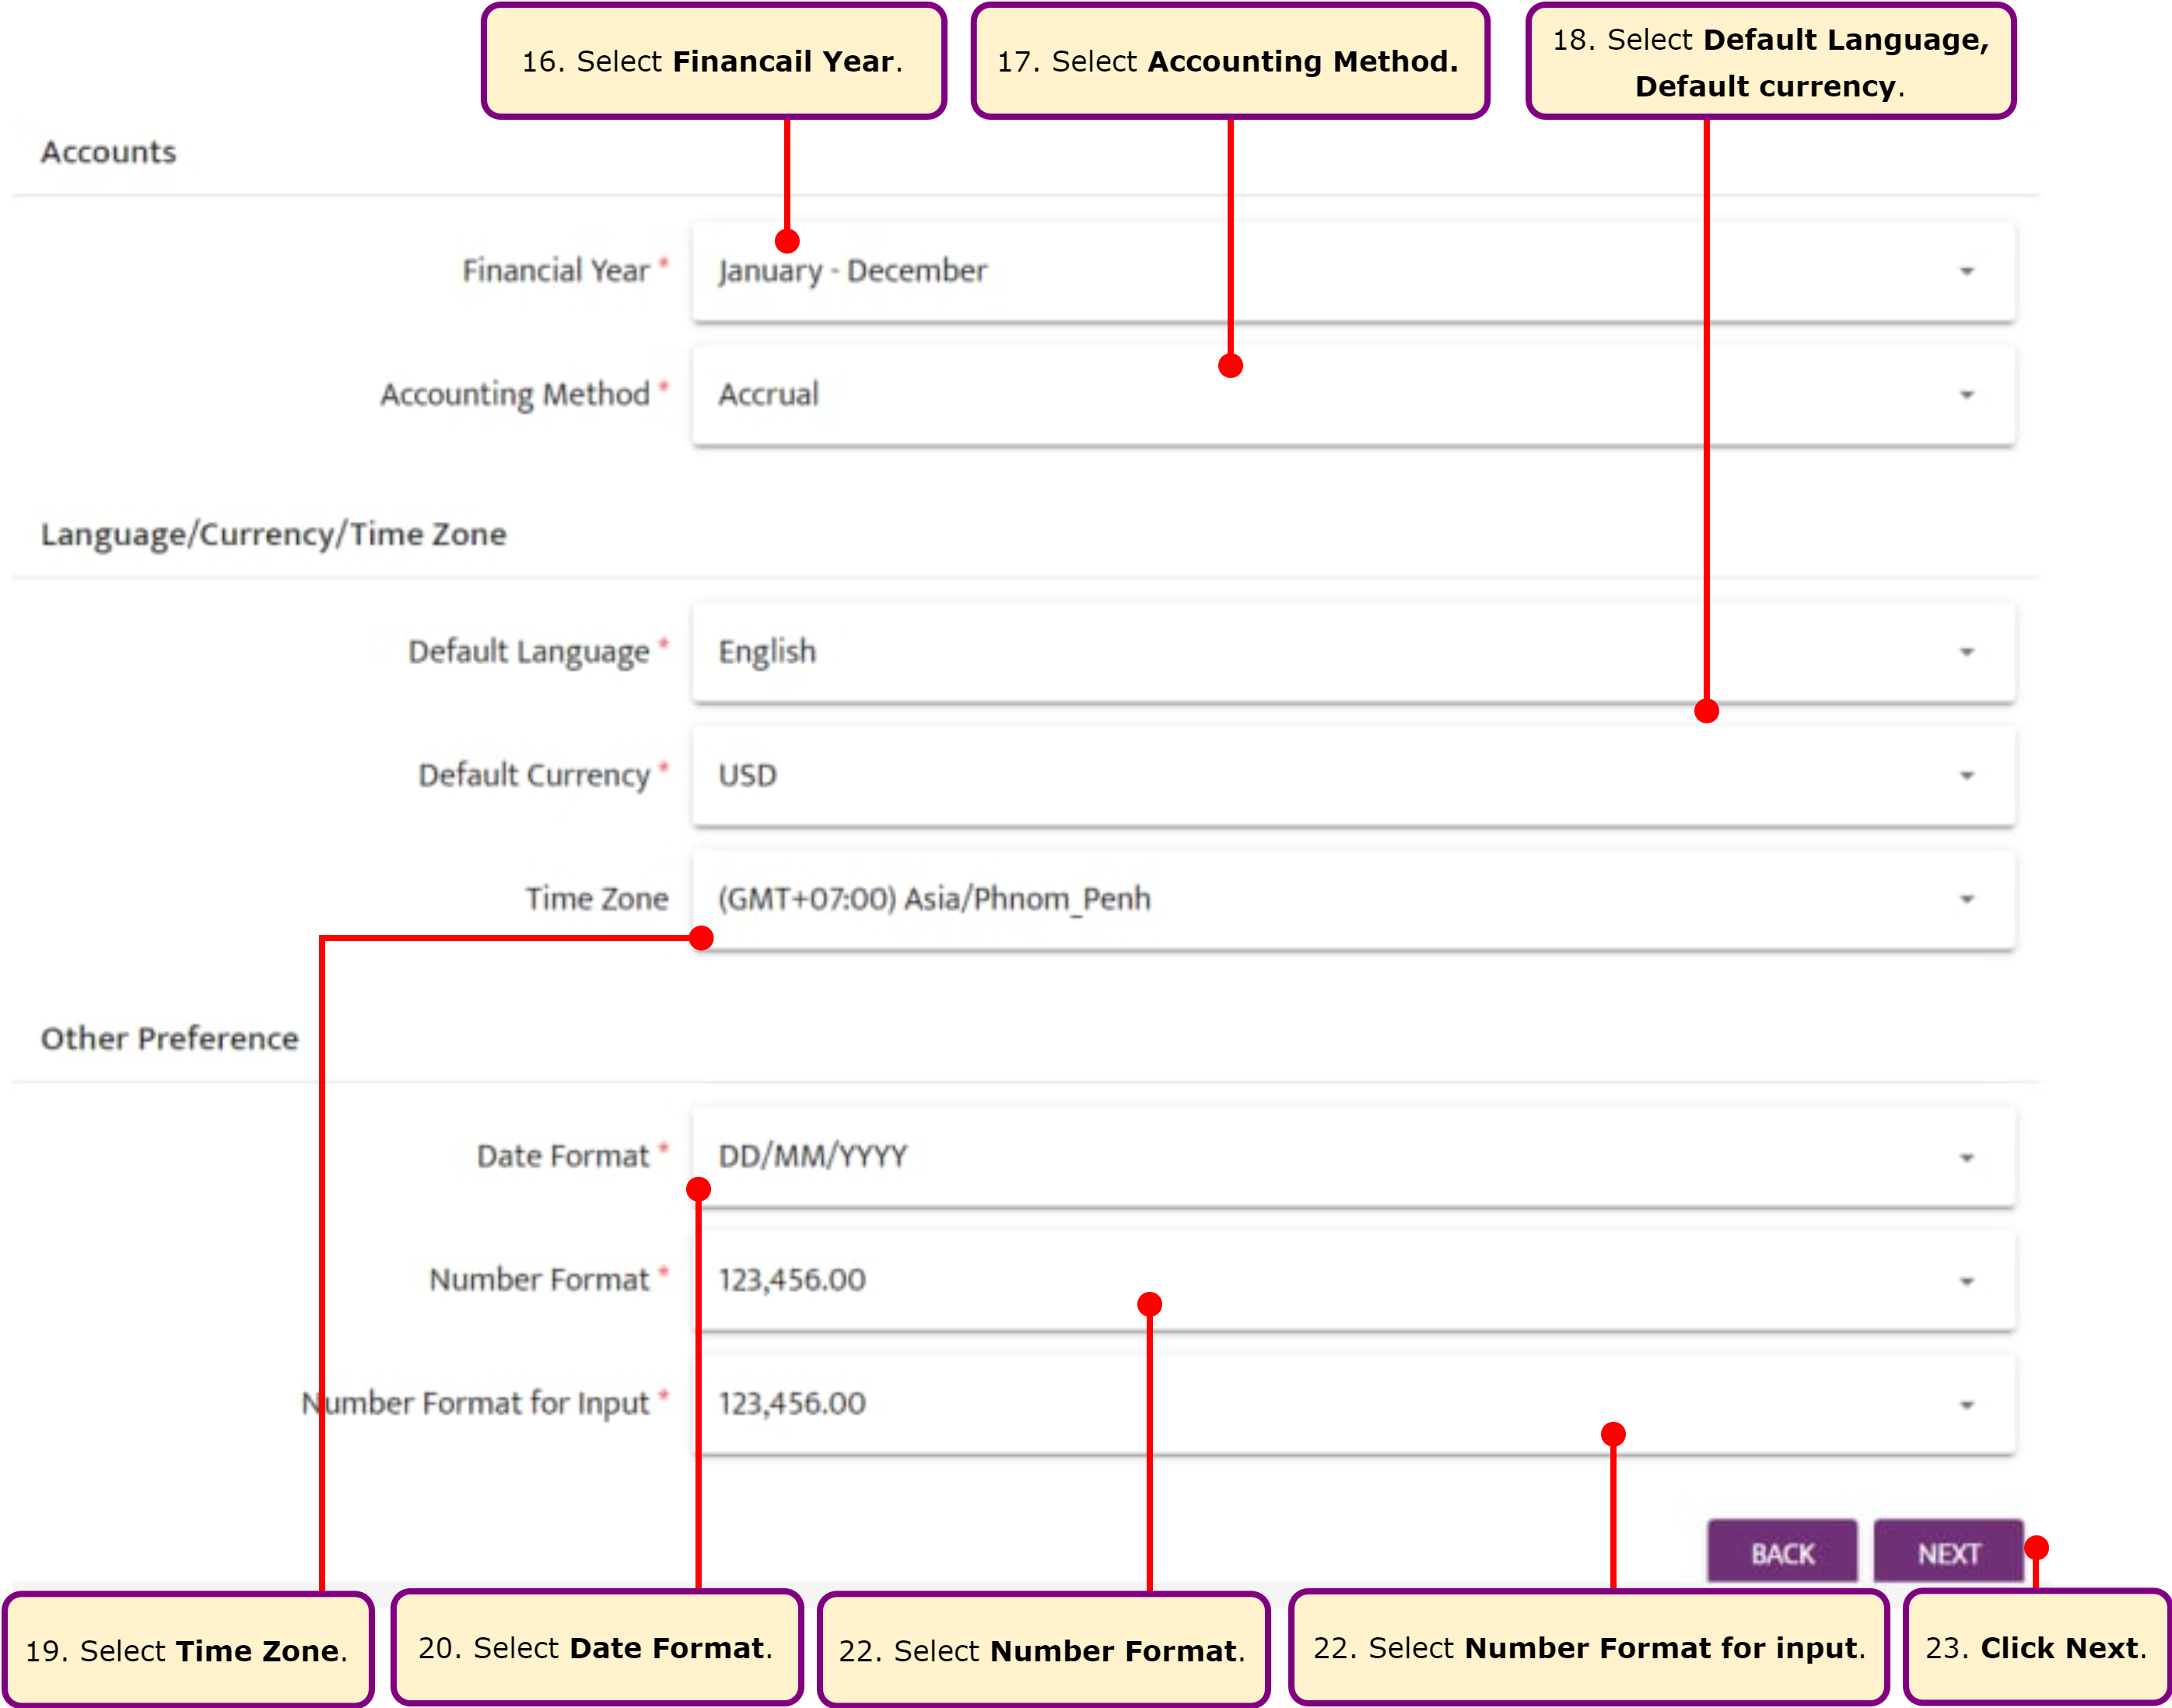 16. Select Financail Year.
17. Select Accounting Method.
18. Select Default Language,
Default currency.
Accounts
Financial Year * January - December
Accounting Method * Accrual
Language/Currency/Time Zone
Default Language * English
Default Currency * USD
Time Zone (GMT+07:00) Asia/Phnom_Penh
Other Preference
Date Format * DD/MM/YYYY
Number Format * 123,456.00
Number Format for Input * 123,456.00
BACK NEXT
19. Select Time Zone.
20. Select Date Format.
22. Select Number Format.
22. Select Number Format for input.
23. Click Next.